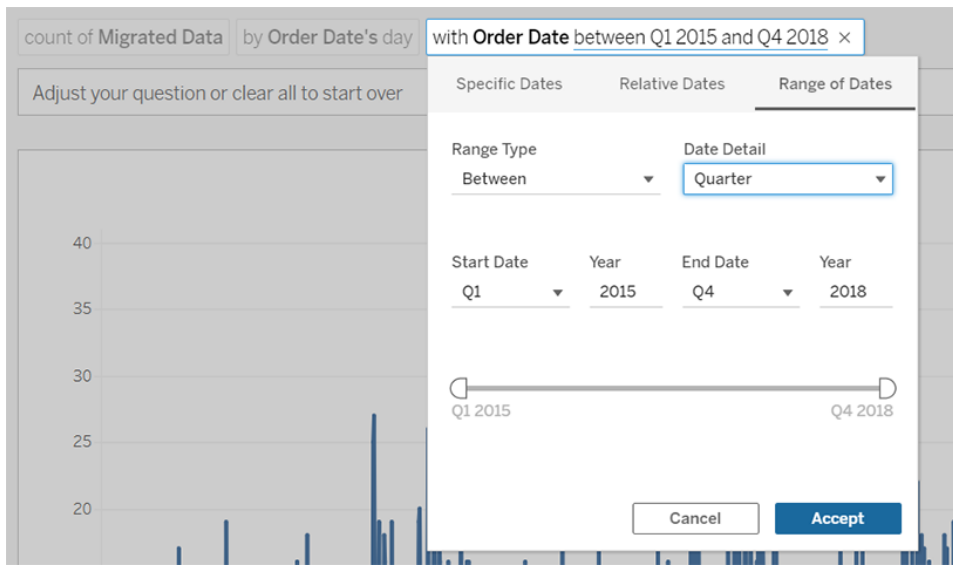 count of Migrated Data by Order Date's day with Order Date between Q1 2015 and Q4 2018 ×
Adjust your question or clear all to start over
Specific Dates Relative Dates Range of Dates
Range Type Date Detail
Between Quarter
Start Date Year End Date Year
Q1 2015 Q4 2018
Q1 2015 Q4 2018
Cancel Accept
40
35
30
25
20